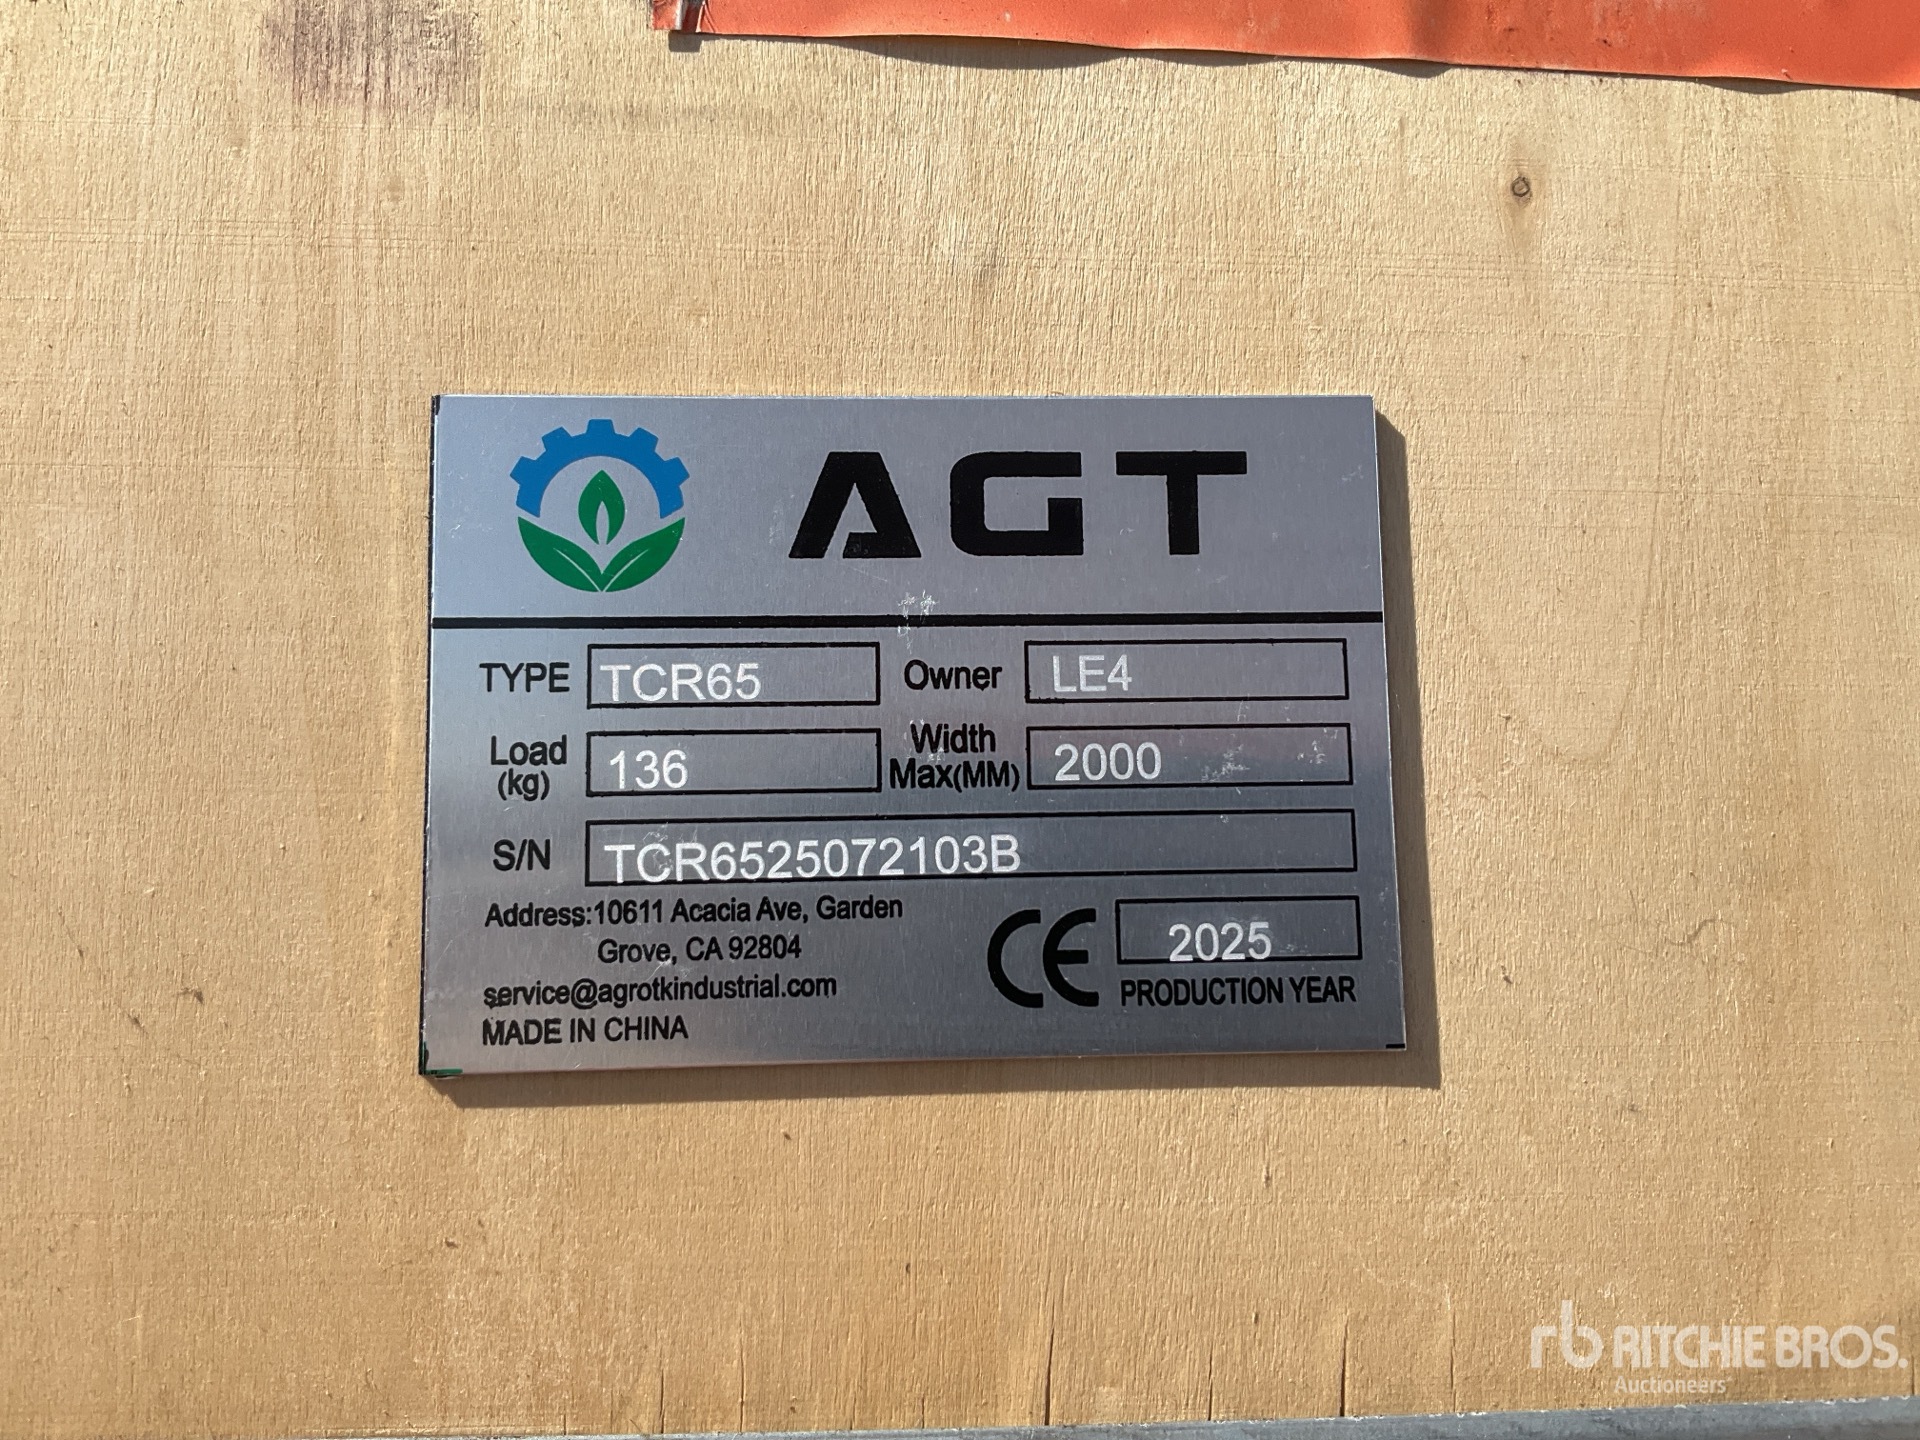 AGT
TYPE TCR65 Owner LE4
Load (kg) 136 Width Max(MM) 2000
S/N TCR6525072103B
Address:10611 Acacia Ave, Garden
Grove, CA 92804
service@agrotkindustrial.com
MADE IN CHINA
CE 2025
PRODUCTION YEAR
rb RITCHIE BROS.
Auctioneers